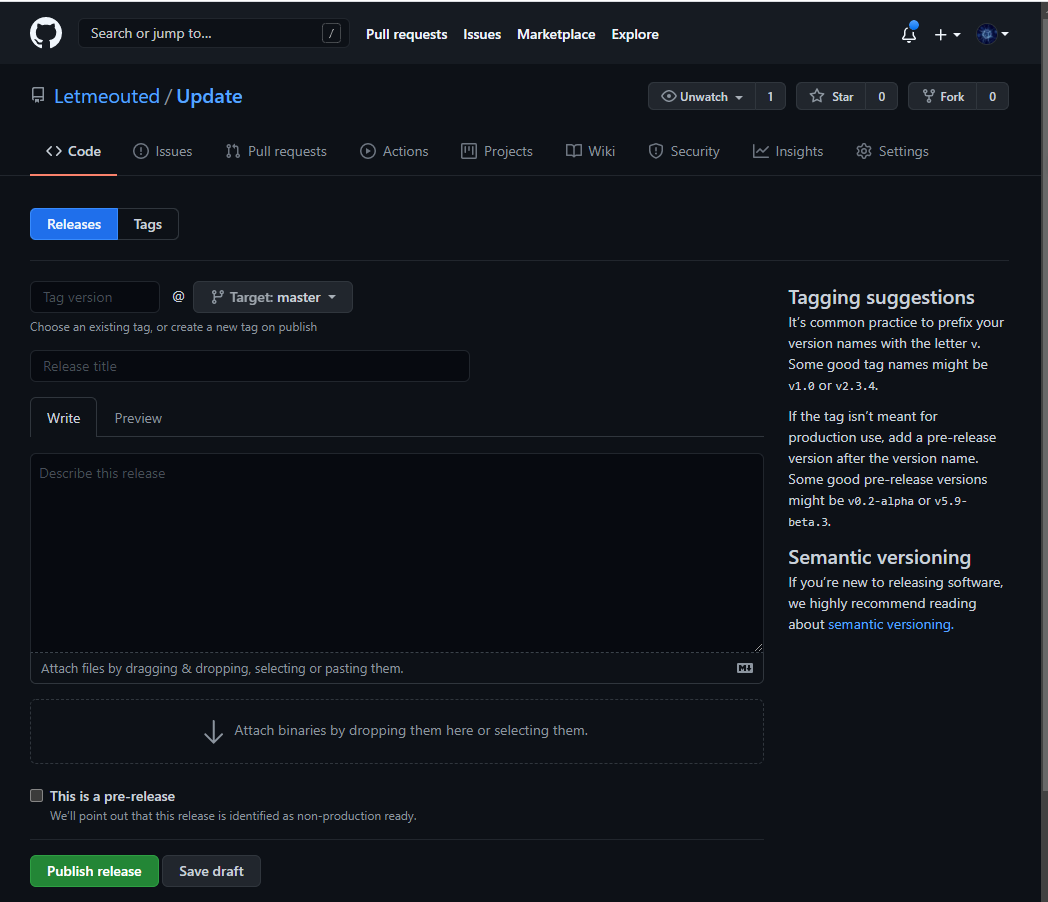 Search or jump to... /
Pull requests Issues Marketplace Explore
Letmeouted / Update
Unwatch 1 Star 0 Fork 0
Code Issues Pull requests Actions Projects Wiki Security Insights Settings
Releases Tags
Tag version @ Target: master
Choose an existing tag, or create a new tag on publish
Release title
Write Preview
Describe this release
Attach files by dragging & dropping, selecting or pasting them.
Attach binaries by dropping them here or selecting them.
This is a pre-release
We'll point out that this release is identified as non-production ready.
Publish release Save draft
Tagging suggestions
It's common practice to prefix your
version names with the letter v.
Some good tag names might be
v1.0 or v2.3.4.
If the tag isn't meant for
production use, add a pre-release
version after the version name.
Some good pre-release versions
might be v0.2-alpha or v5.9-
beta.3.
Semantic versioning
If you're new to releasing software,
we highly recommend reading
about semantic versioning.